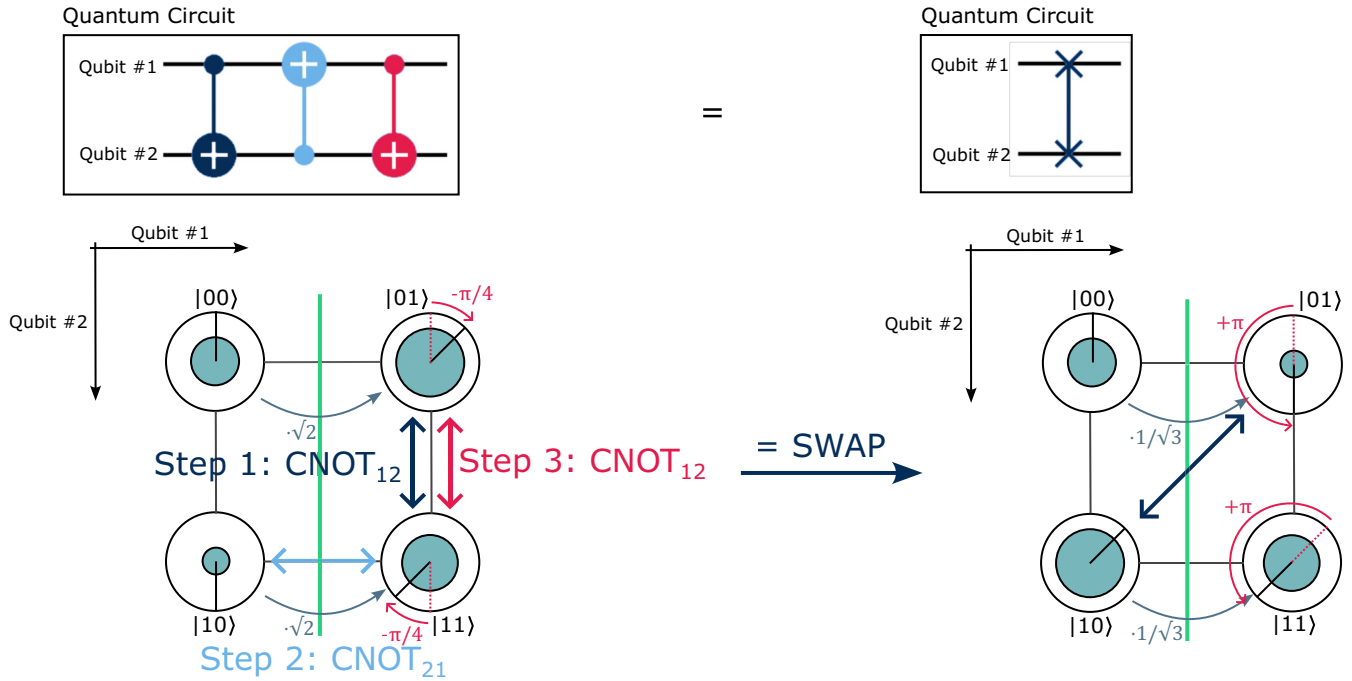 Quantum Circuit
Qubit #1
Qubit #2
=
Quantum Circuit
Qubit #1
Qubit #2
Qubit #1
Qubit #2
|00⟩
|01⟩
-π/4
·√2
Step 1: CNOT₁₂
Step 3: CNOT₁₂
|10⟩
·√2
-π/4
|11⟩
Step 2: CNOT₂₁
= SWAP
Qubit #1
Qubit #2
|00⟩
|01⟩
+π
·1/√3
+π
|10⟩
·1/√3
|11⟩